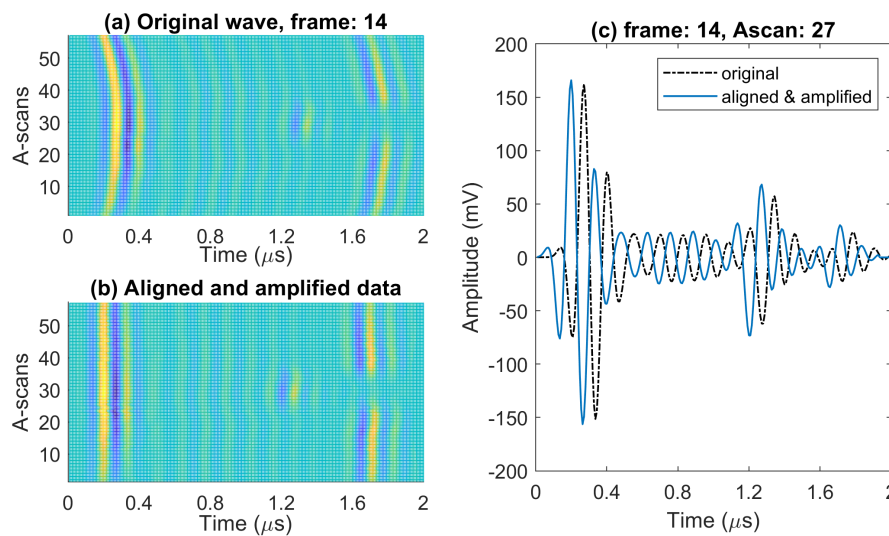 (a) Original wave, frame: 14
50
40
30
20
10
A-scans
0 0.4 0.8 1.2 1.6 2
Time (μs)
(b) Aligned and amplified data
50
40
30
20
10
A-scans
0 0.4 0.8 1.2 1.6 2
Time (μs)
(c) frame: 14, Ascan: 27
original
aligned & amplified
200
150
100
50
0
-50
-100
-150
-200
Amplitude (mV)
0 0.4 0.8 1.2 1.6 2
Time (μs)